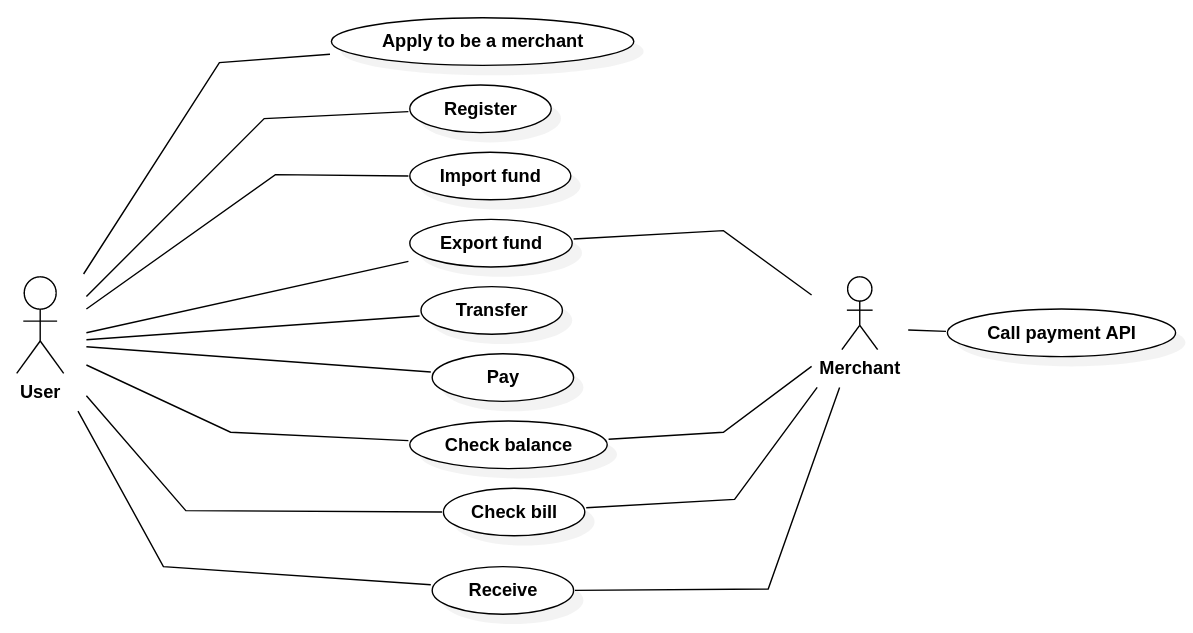 Apply to be a merchant
Register
Import fund
Export fund
Transfer
Call payment API
Merchant
Pay
User
Check balance
Check bill
Receive